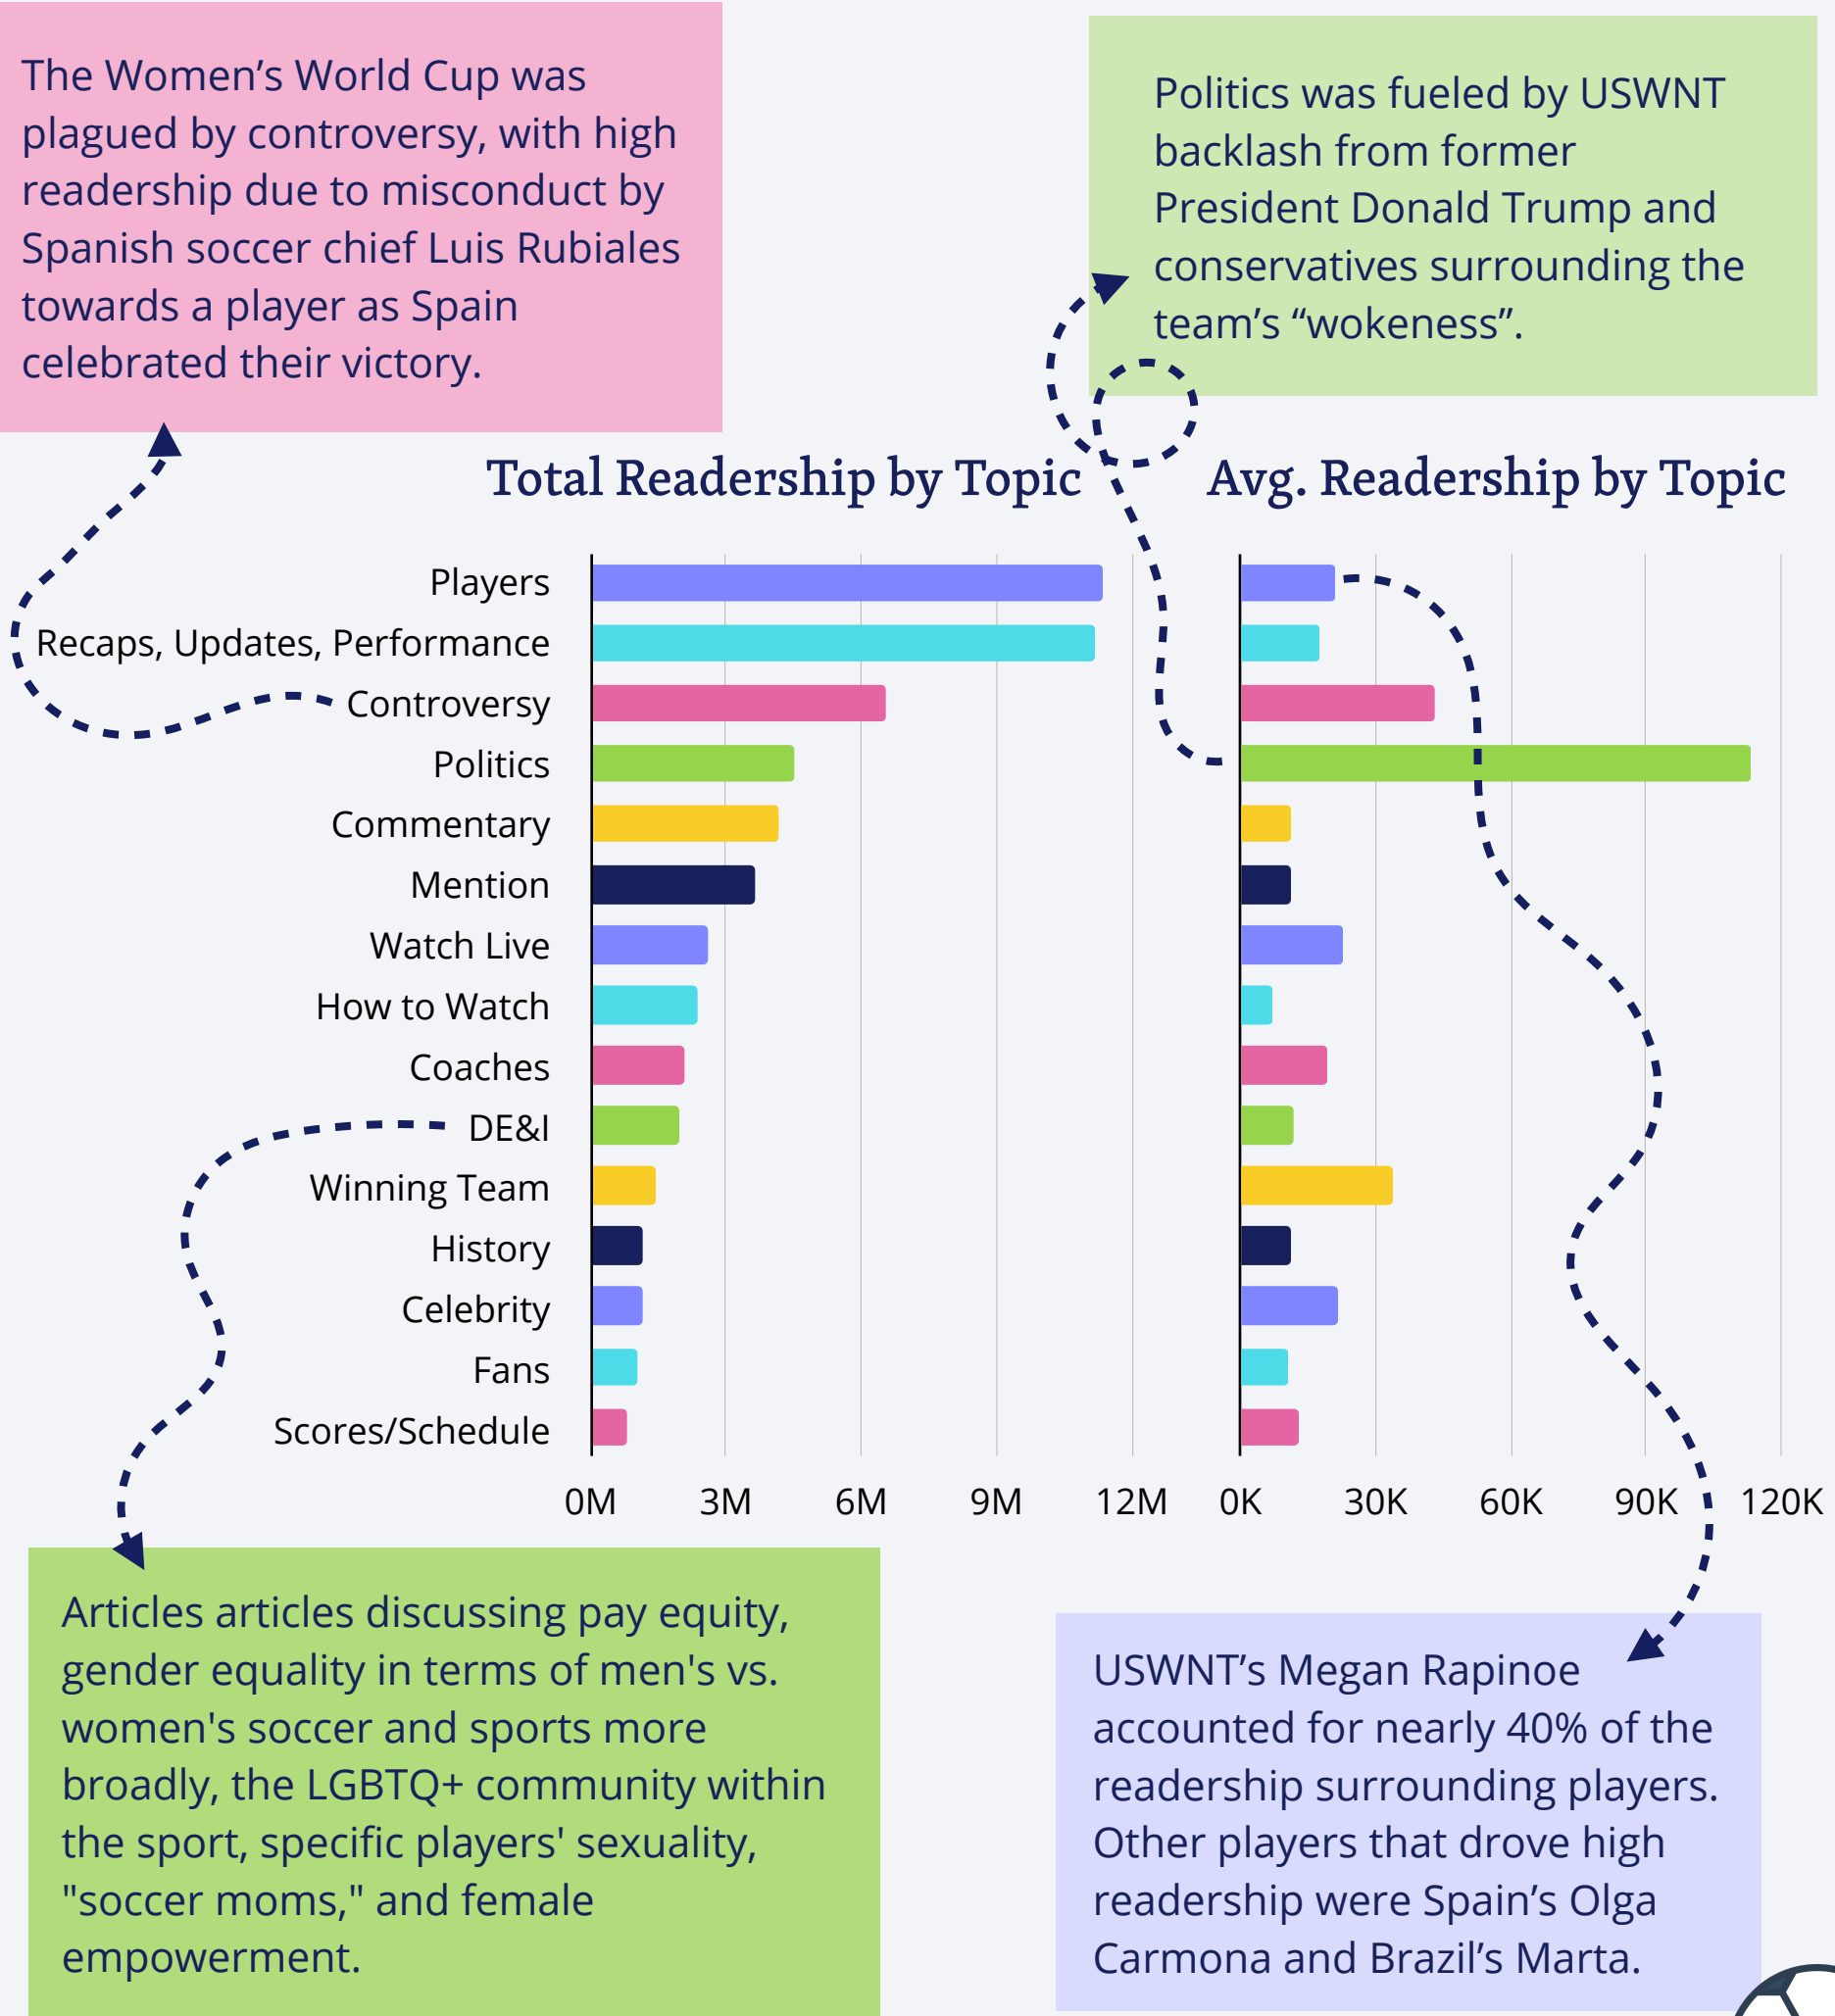 The Women’s World Cup was
plagued by controversy, with high
readership due to misconduct by
Spanish soccer chief Luis Rubiales
towards a player as Spain
celebrated their victory.
Politics was fueled by USWNT
backlash from former
President Donald Trump and
conservatives surrounding the
team’s “wokeness”.
Total Readership by Topic
Avg. Readership by Topic
Players
Recaps, Updates, Performance
Controversy
Politics
Commentary
Mention
Watch Live
How to Watch
Coaches
DE&I
Winning Team
History
Celebrity
Fans
Scores/Schedule
0M 3M 6M 9M 12M
0K 30K 60K 90K 120K
Articles articles discussing pay equity,
gender equality in terms of men's vs.
women's soccer and sports more
broadly, the LGBTQ+ community within
the sport, specific players' sexuality,
"soccer moms," and female
empowerment.
USWNT’s Megan Rapinoe
accounted for nearly 40% of the
readership surrounding players.
Other players that drove high
readership were Spain’s Olga
Carmona and Brazil’s Marta.